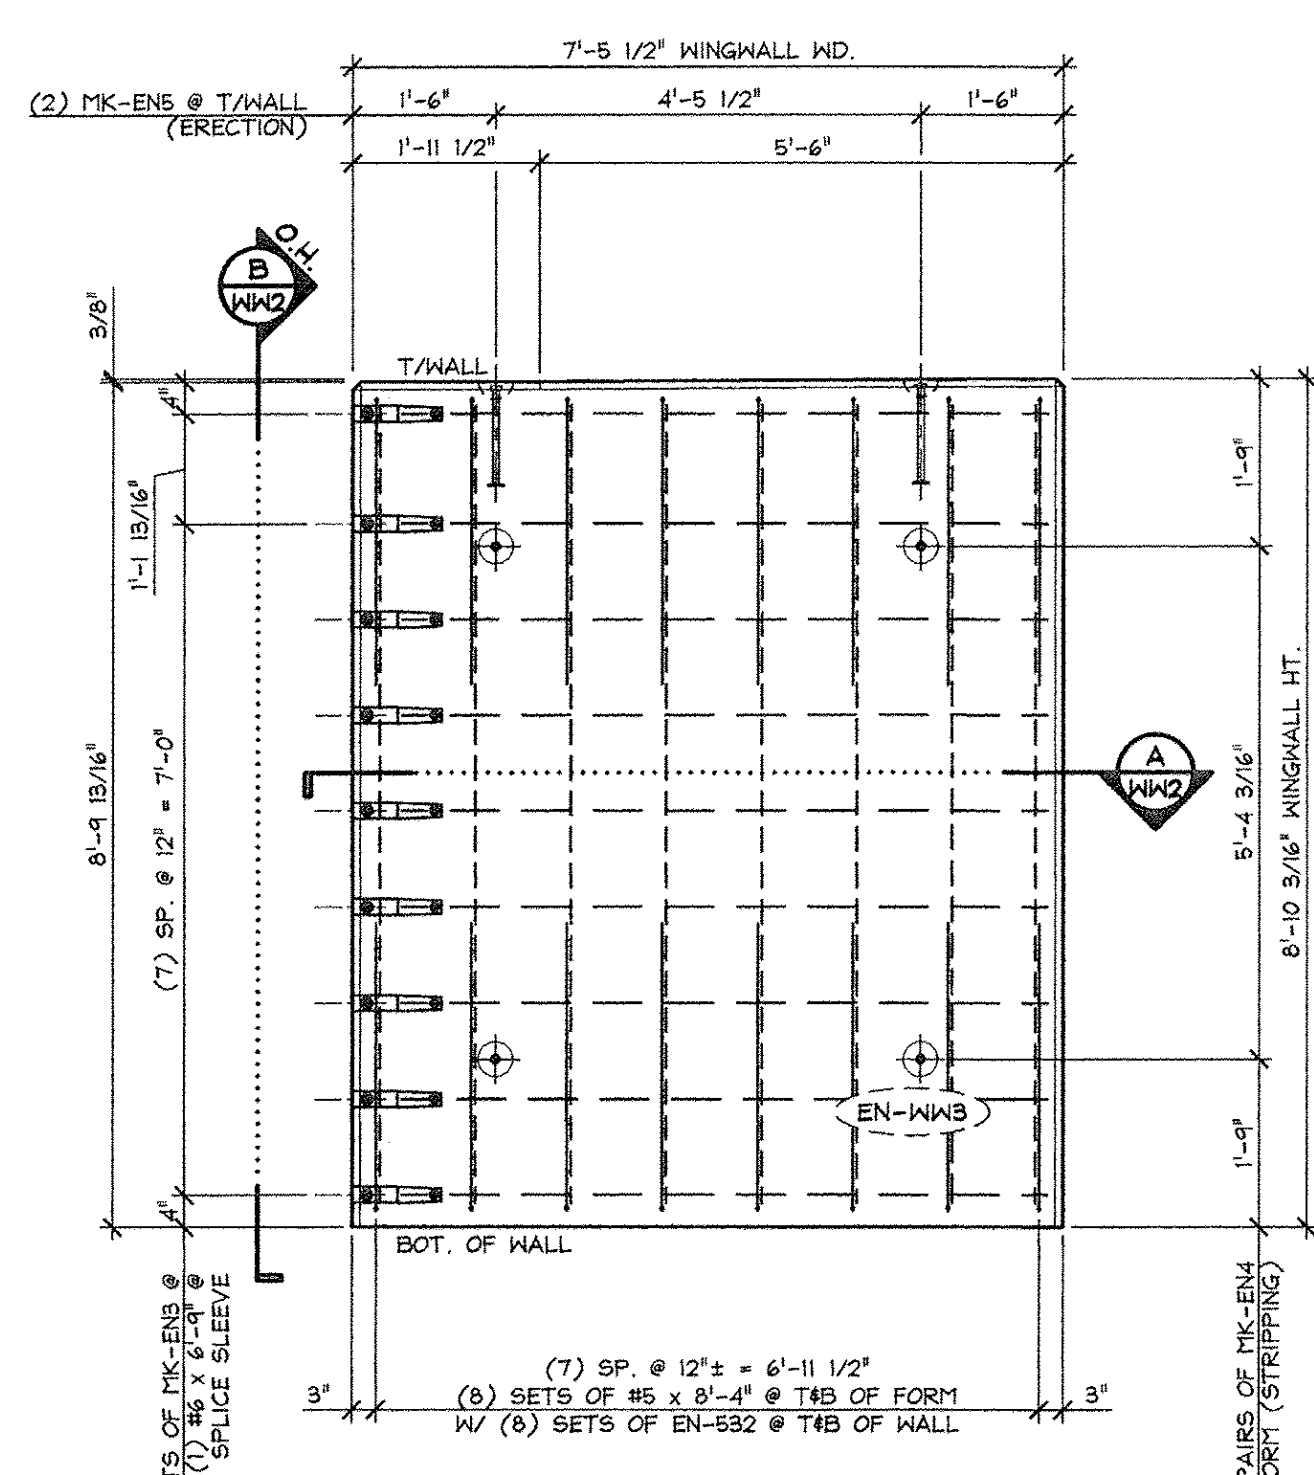 7'-5 1/2" WINGWALL WD.
(2) MK-EN5 @ T/WALL
(ERECTION)
1'-6"
4'-5 1/2"
1'-6"
1'-11 1/2"
5'-6"
O.H.
B
WW2
3/8"
T/WALL
4"
1'-1 13/16"
1'-9"
8'-9 13/16"
(7) SP. @ 12" = 7'-0"
A
WW2
5'-4 3/16"
8'-10 3/16" WINGWALL HT.
EN-WW3
1'-9"
4"
BOT. OF WALL
TS OF MK-EN3 @
(1) #6 x 6'-9" @
SPLICE SLEEVE
3"
(7) SP. @ 12"± = 6'-11 1/2"
(8) SETS OF #5 x 8'-4" @ T&B OF FORM
W/ (8) SETS OF EN-532 @ T&B OF WALL
3"
PAIRS OF MK-EN4
ORM (STRIPPING)